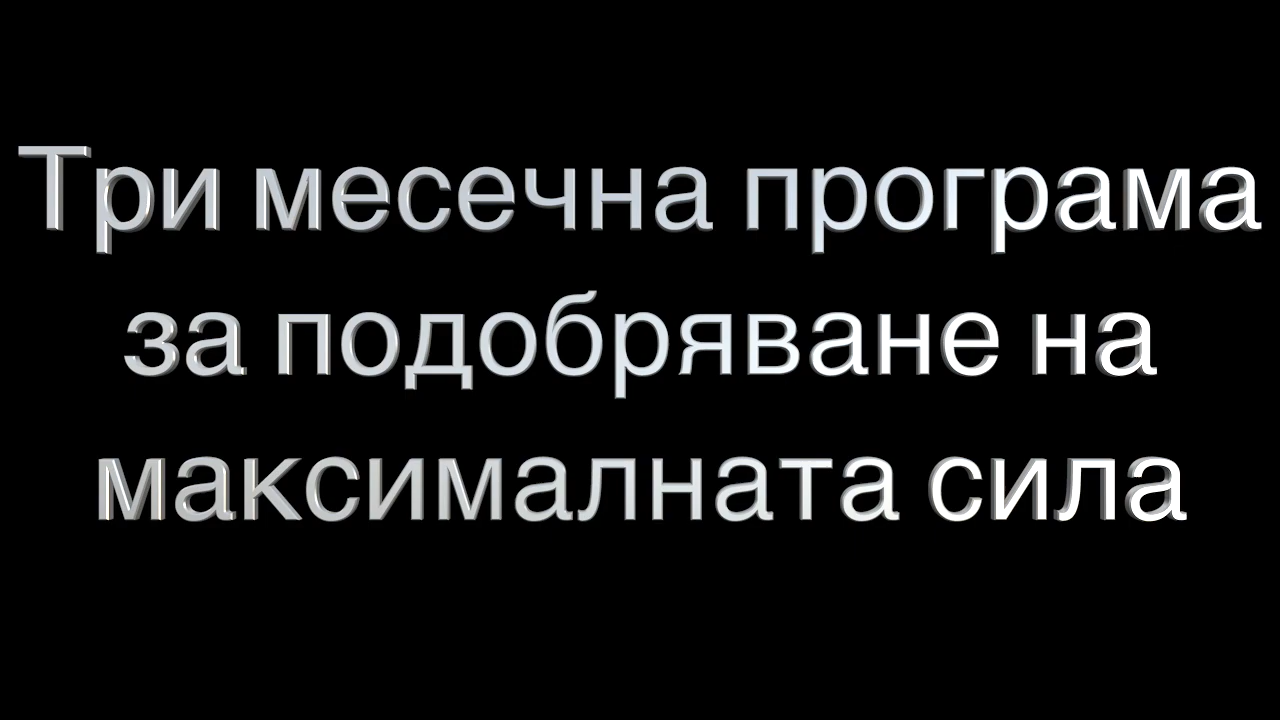 Три месечна програма
за подобряване на
максималната сила